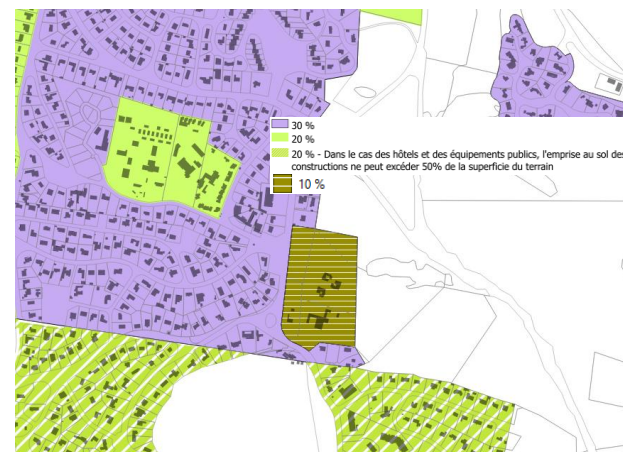 30 %
20 %
20 % - Dans le cas des hôtels et des équipements publics, l'emprise au sol des
constructions ne peut excéder 50% de la superficie du terrain
10 %